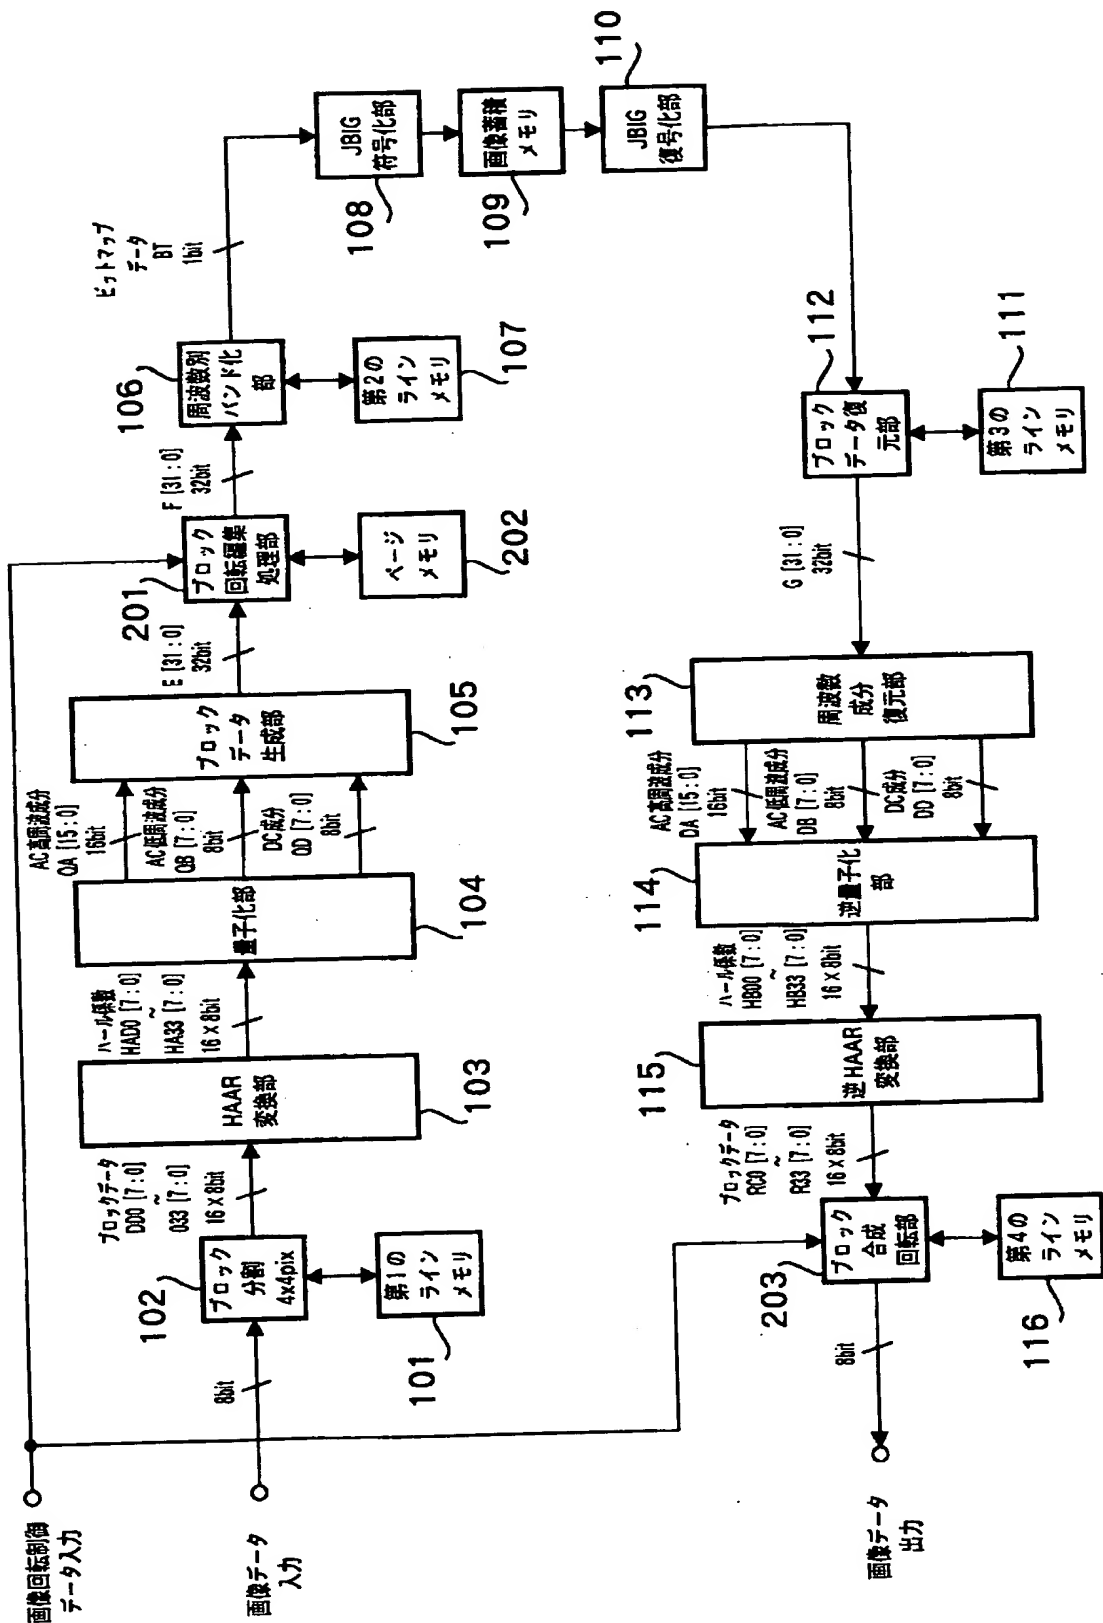 画像回転制御
データ入力
画像データ
入力
8bit
102
ブロック
分割
4x4pix
第1の
ライン
メモリ
101
ブロックデータ
DD0 [7:0]
~
033 [7:0]
16×8bit
HAAR
変換部
103
ハール係数
HAD0 [7:0]
~
HA33 [7:0]
16×8bit
量子化部
104
AC高周波成分
QA [15:0]
16bit
AC低周波成分
QB [7:0]
8bit
DC成分
QD [7:0]
8bit
ブロック
データ
生成部
105
E [31:0]
32bit
201
ブロック
回転編集
処理部
ページ
メモリ
202
F [31:0]
32bit
106
周波数別
バンド化
部
第2の
ライン
メモリ
107
ビットマップ
データ
BT
1bit
JBIG
符号化部
108
画像蓄積
メモリ
109
JBIG
復号化部
110
ブロック
データ復
元部
112
第3の
ライン
メモリ
111
G [31:0]
32bit
113
周波数
成分
復元部
AC高周波成分
DA [15:0]
16bit
AC低周波成分
DB [7:0]
8bit
DC成分
DD [7:0]
8bit
114
逆量子化
部
ハール係数
HB00 [7:0]
~
HB33 [7:0]
16×8bit
115
逆HAAR
変換部
ブロックデータ
RC0 [7:0]
~
R33 [7:0]
16×8bit
ブロック
合成
回転部
203
第4の
ライン
メモリ
116
8bit
画像データ
出力